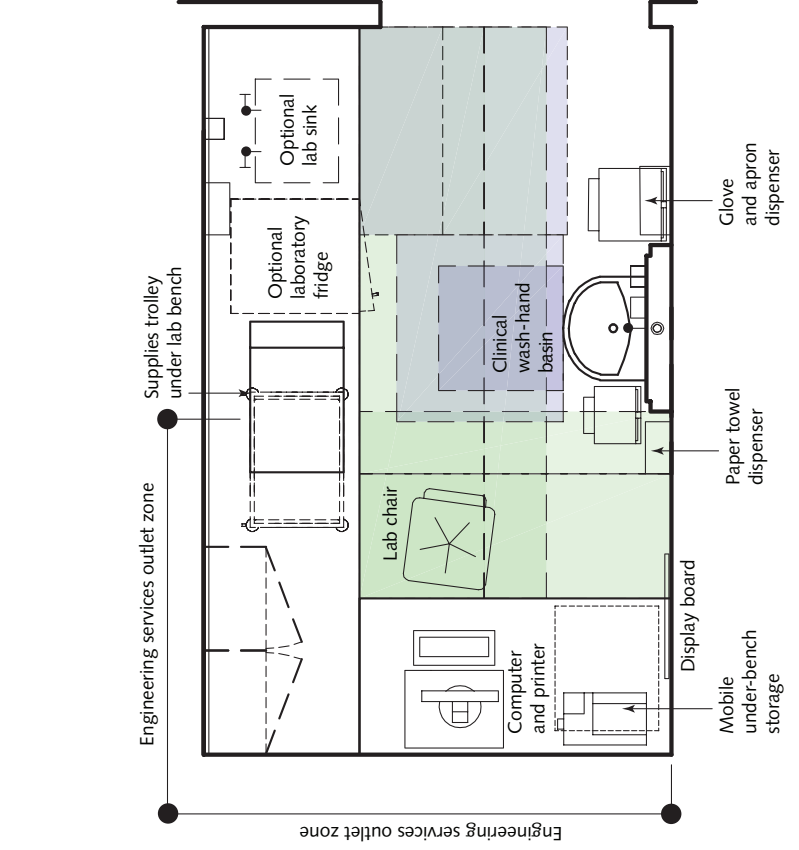 Optional
lab sink
Optional
laboratory
fridge
Supplies trolley
under lab bench
Glove
and apron
dispenser
Clinical
wash-hand
basin
Paper towel
dispenser
Lab chair
Engineering services outlet zone
Computer
and printer
Display board
Mobile
under-bench
storage
Engineering services outlet zone